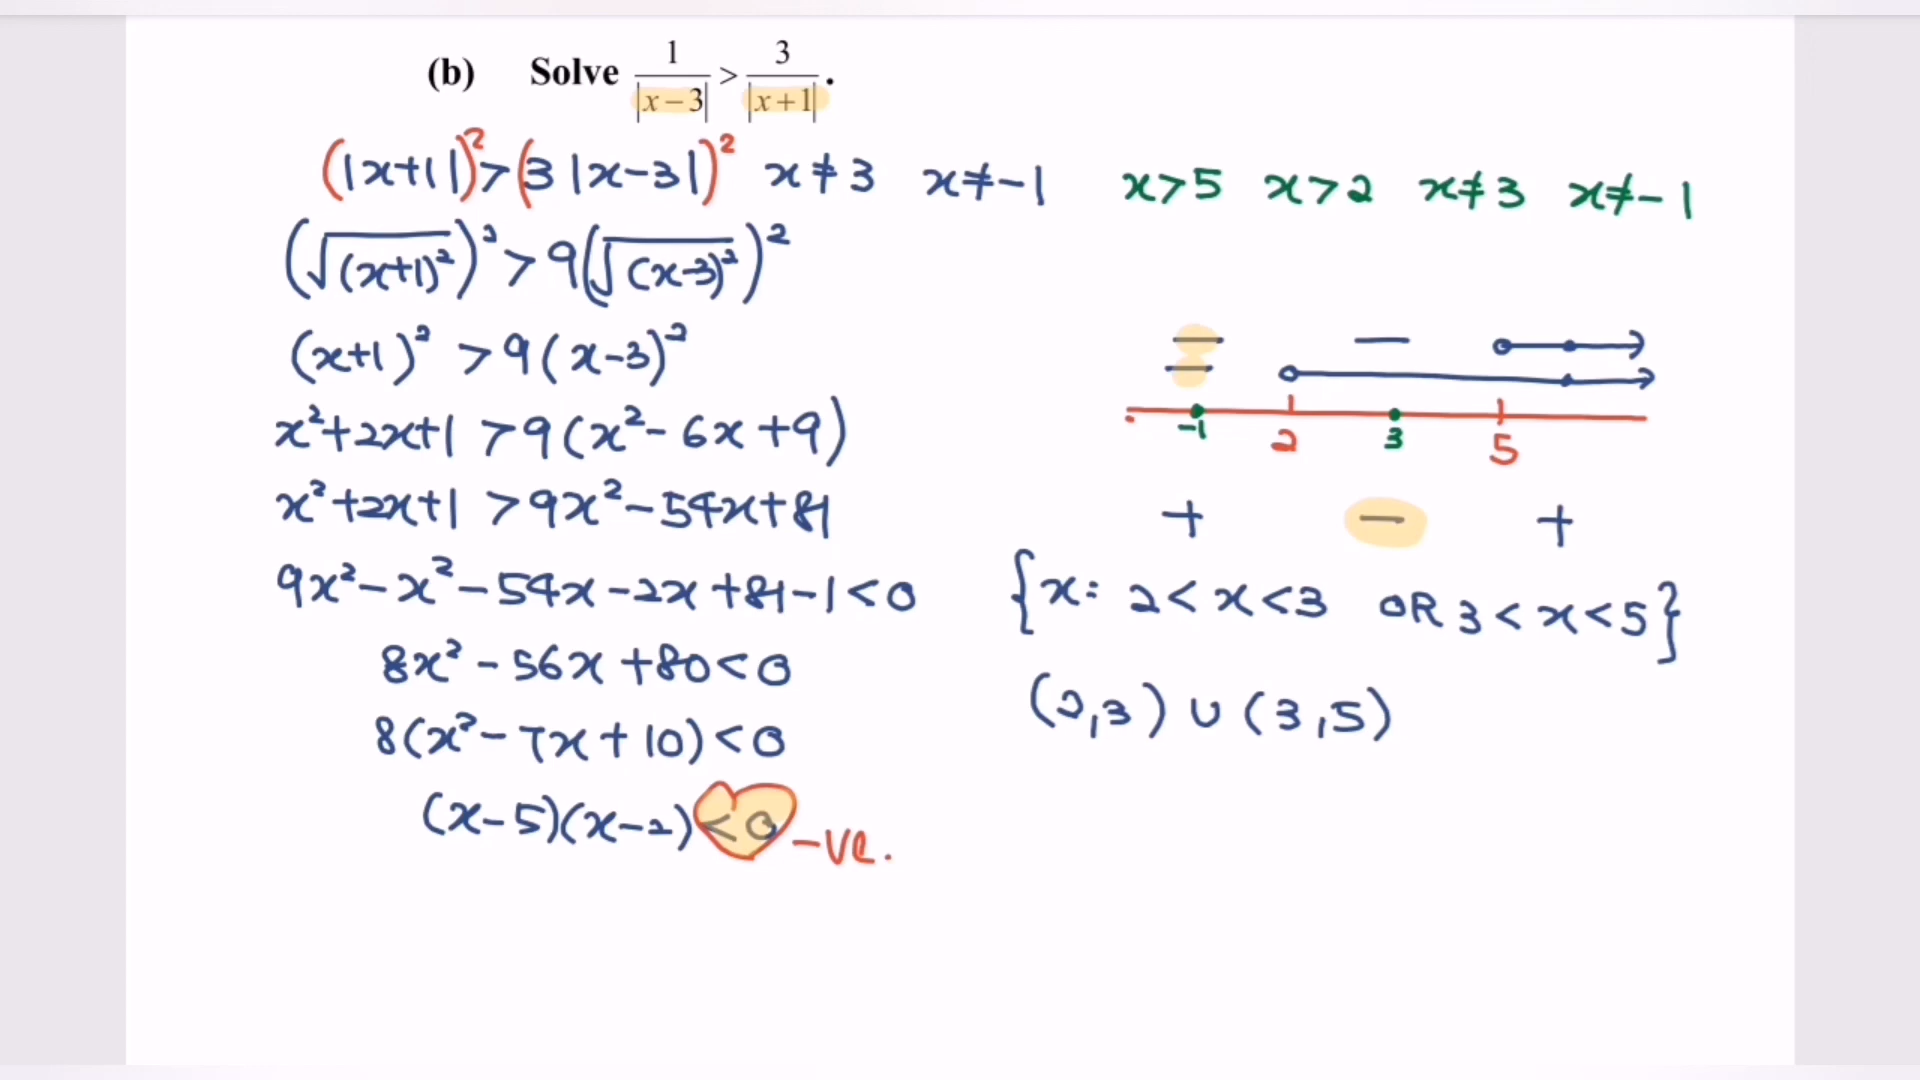 (b) Solve 1/|x-3| > 3/|x+1|.
(|x+1|)² > (3|x-3|)² x≠3 x≠-1
(√(x+1)²)² > 9(√(x-3)²)²
(x+1)² > 9(x-3)²
x²+2x+1 > 9(x²-6x+9)
x²+2x+1 > 9x²-54x+81
9x²-x²-54x-2x+81-1<0
8x²-56x+80<0
8(x²-7x+10)<0
(x-5)(x-2)<0 -ve.
x>5 x>2 x≠3 x≠-1
— — 
—
-1 2 3 5
+ - +
{x: 2<x<3 OR 3<x<5}
(2,3) ∪ (3,5)